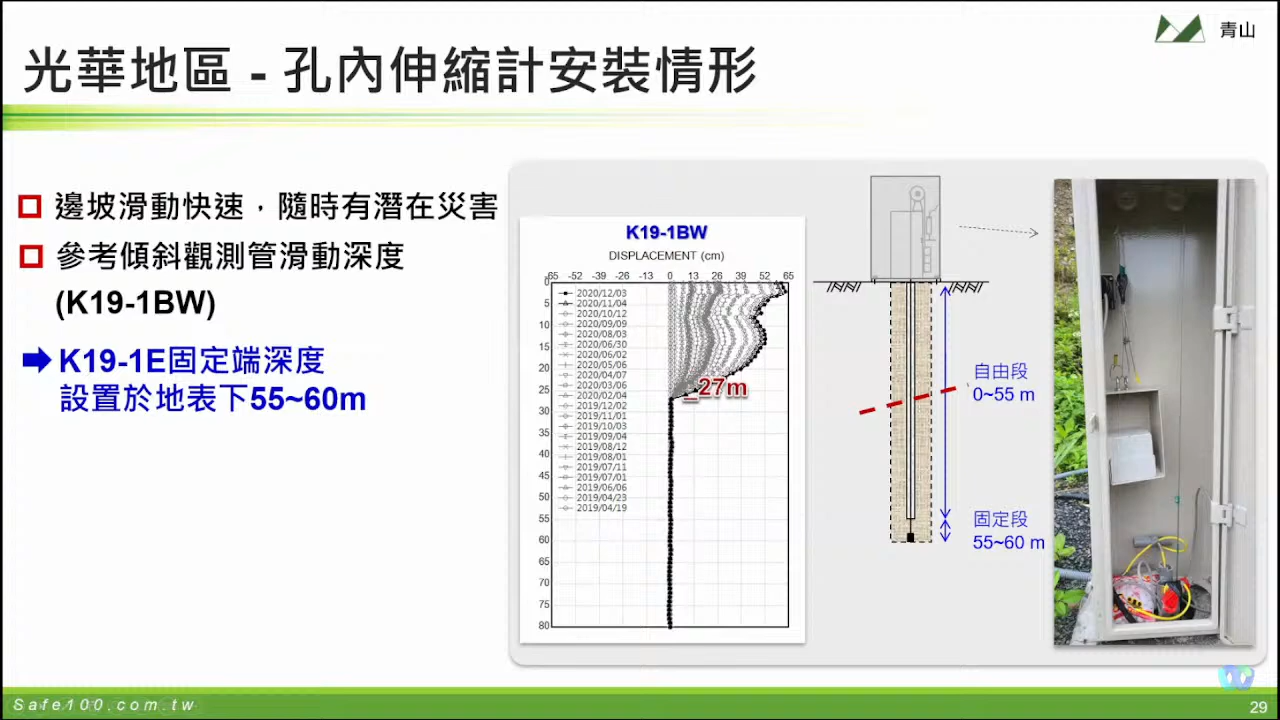 光華地區 - 孔內伸縮計安裝情形
青山
邊坡滑動快速，隨時有潛在災害
參考傾斜觀測管滑動深度
(K19-1BW)
K19-1E固定端深度
設置於地表下55~60m
K19-1BW
DISPLACEMENT (cm)
-65 -52 -39 -26 -13 0 13 26 39 52 65
0
5
10
15
20
25
30
35
40
45
50
55
60
65
70
75
80
2020/12/03
2020/11/04
2020/10/12
2020/09/09
2020/08/03
2020/06/30
2020/06/02
2020/05/06
2020/04/07
2020/03/06
2020/02/04
2019/12/02
2019/11/01
2019/10/03
2019/09/04
2019/08/12
2019/08/01
2019/07/11
2019/07/01
2019/06/06
2019/04/23
2019/04/19
27m
自由段
0~55 m
固定段
55~60 m
Safe100.com.tw
29